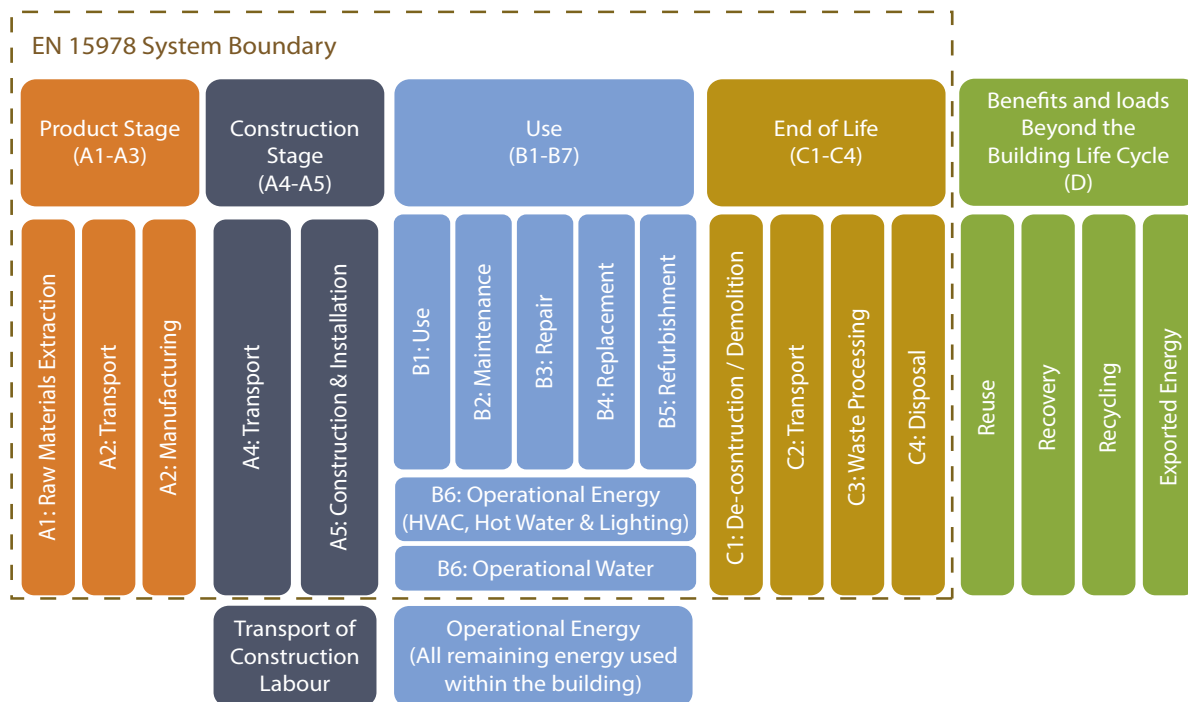 EN 15978 System Boundary
Product Stage
(A1-A3)
Construction
Stage
(A4-A5)
Use
(B1-B7)
End of Life
(C1-C4)
Benefits and loads
Beyond the
Building Life Cycle
(D)
A1: Raw Materials Extraction
A2: Transport
A2: Manufacturing
A4: Transport
A5: Construction & Installation
B1: Use
B2: Maintenance
B3: Repair
B4: Replacement
B5: Refurbishment
B6: Operational Energy
(HVAC, Hot Water & Lighting)
B6: Operational Water
C1: De-cosntruction / Demolition
C2: Transport
C3: Waste Processing
C4: Disposal
Reuse
Recovery
Recycling
Exported Energy
Transport of
Construction
Labour
Operational Energy
(All remaining energy used
within the building)